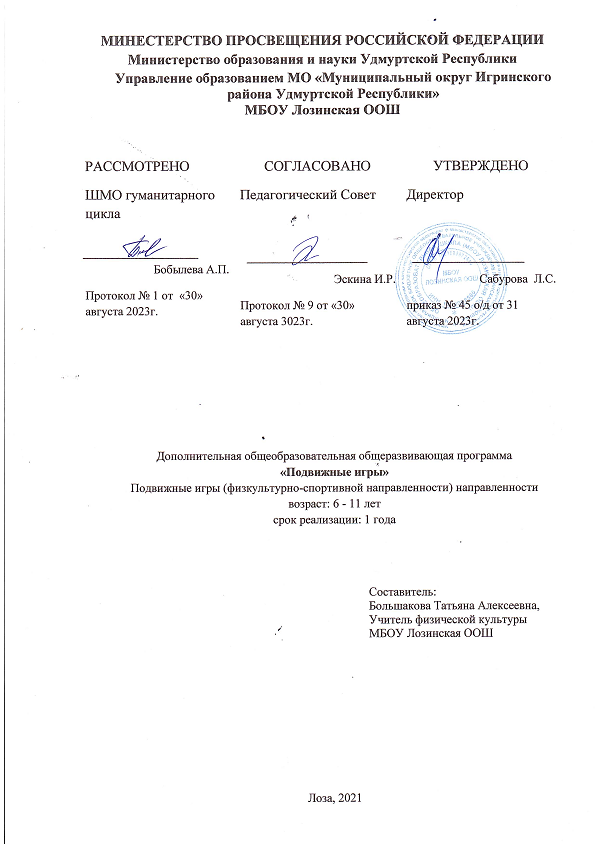 МИНЕСТЕРСТВО ПРОСВЕЩЕНИЯ РОССИЙСКОЙ ФЕДЕРАЦИИ
Министерство образования и науки Удмуртской Республики
Управление образованием МО «Муниципальный округ Игринского
района Удмуртской Республики»
МБОУ Лозинская ООШ
РАССМОТРЕНО
ШМО гуманитарного
цикла
Бобылева А.П.
Протокол № 1 от «30»
августа 2023г.
СОГЛАСОВАНО
Педагогический Совет
Эскина И.Р.
Протокол № 9 от «30»
августа 3023г.
УТВЕРЖДЕНО
Директор
МБОУ
ЛОЗИНСКАЯ ООШ
Сабурова Л.С.
приказ № 45 о/д от 31
августа 2023г.
Дополнительная общеобразовательная общеразвивающая программа
«Подвижные игры»
Подвижные игры (физкультурно-спортивной направленности) направленности
возраст: 6 - 11 лет
срок реализации: 1 года
Составитель:
Большакова Татьяна Алексеевна,
Учитель физической культуры
МБОУ Лозинская ООШ
Лоза, 2021